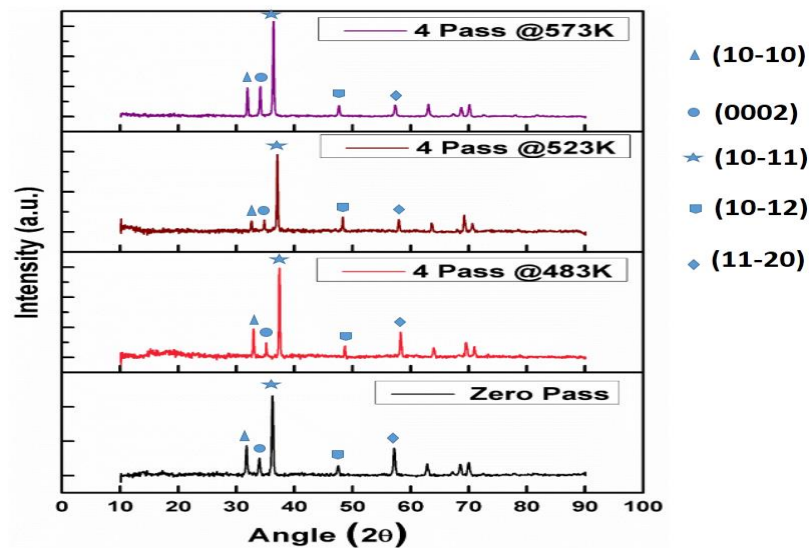 4 Pass @573K
4 Pass @523K
4 Pass @483K
Zero Pass
Intensity (a.u.)
0 10 20 30 40 50 60 70 80 90 100
Angle (2θ)
(10-10)
(0002)
(10-11)
(10-12)
(11-20)